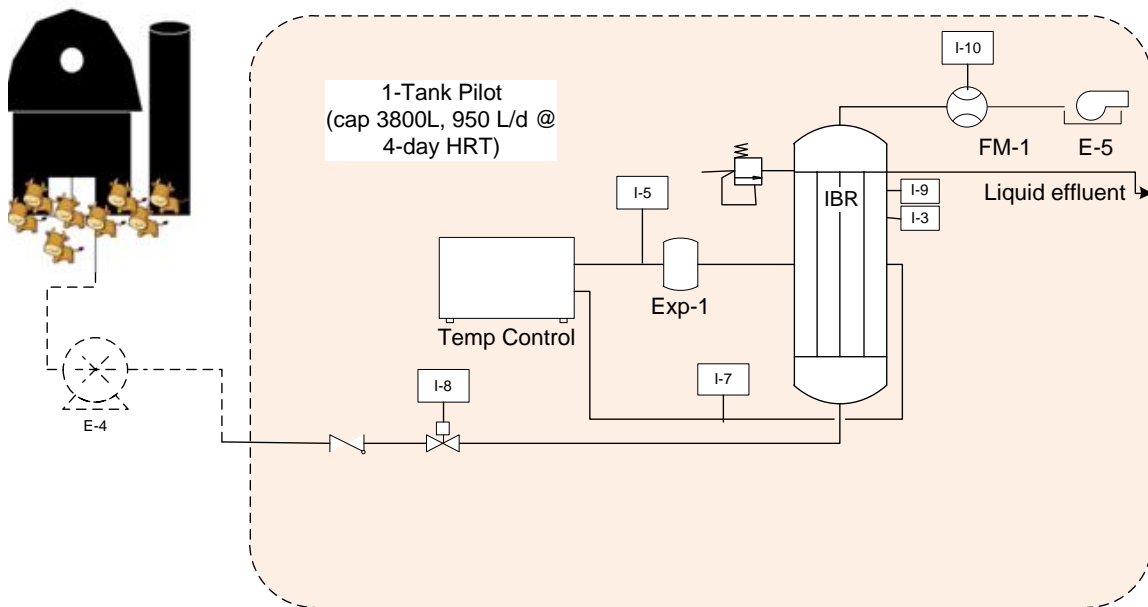 I-10
1-Tank Pilot
(cap 3800L, 950 L/d @
4-day HRT)
FM-1
E-5
I-5
IBR
I-9
Liquid effluent
I-3
Exp-1
Temp Control
I-7
I-8
E-4